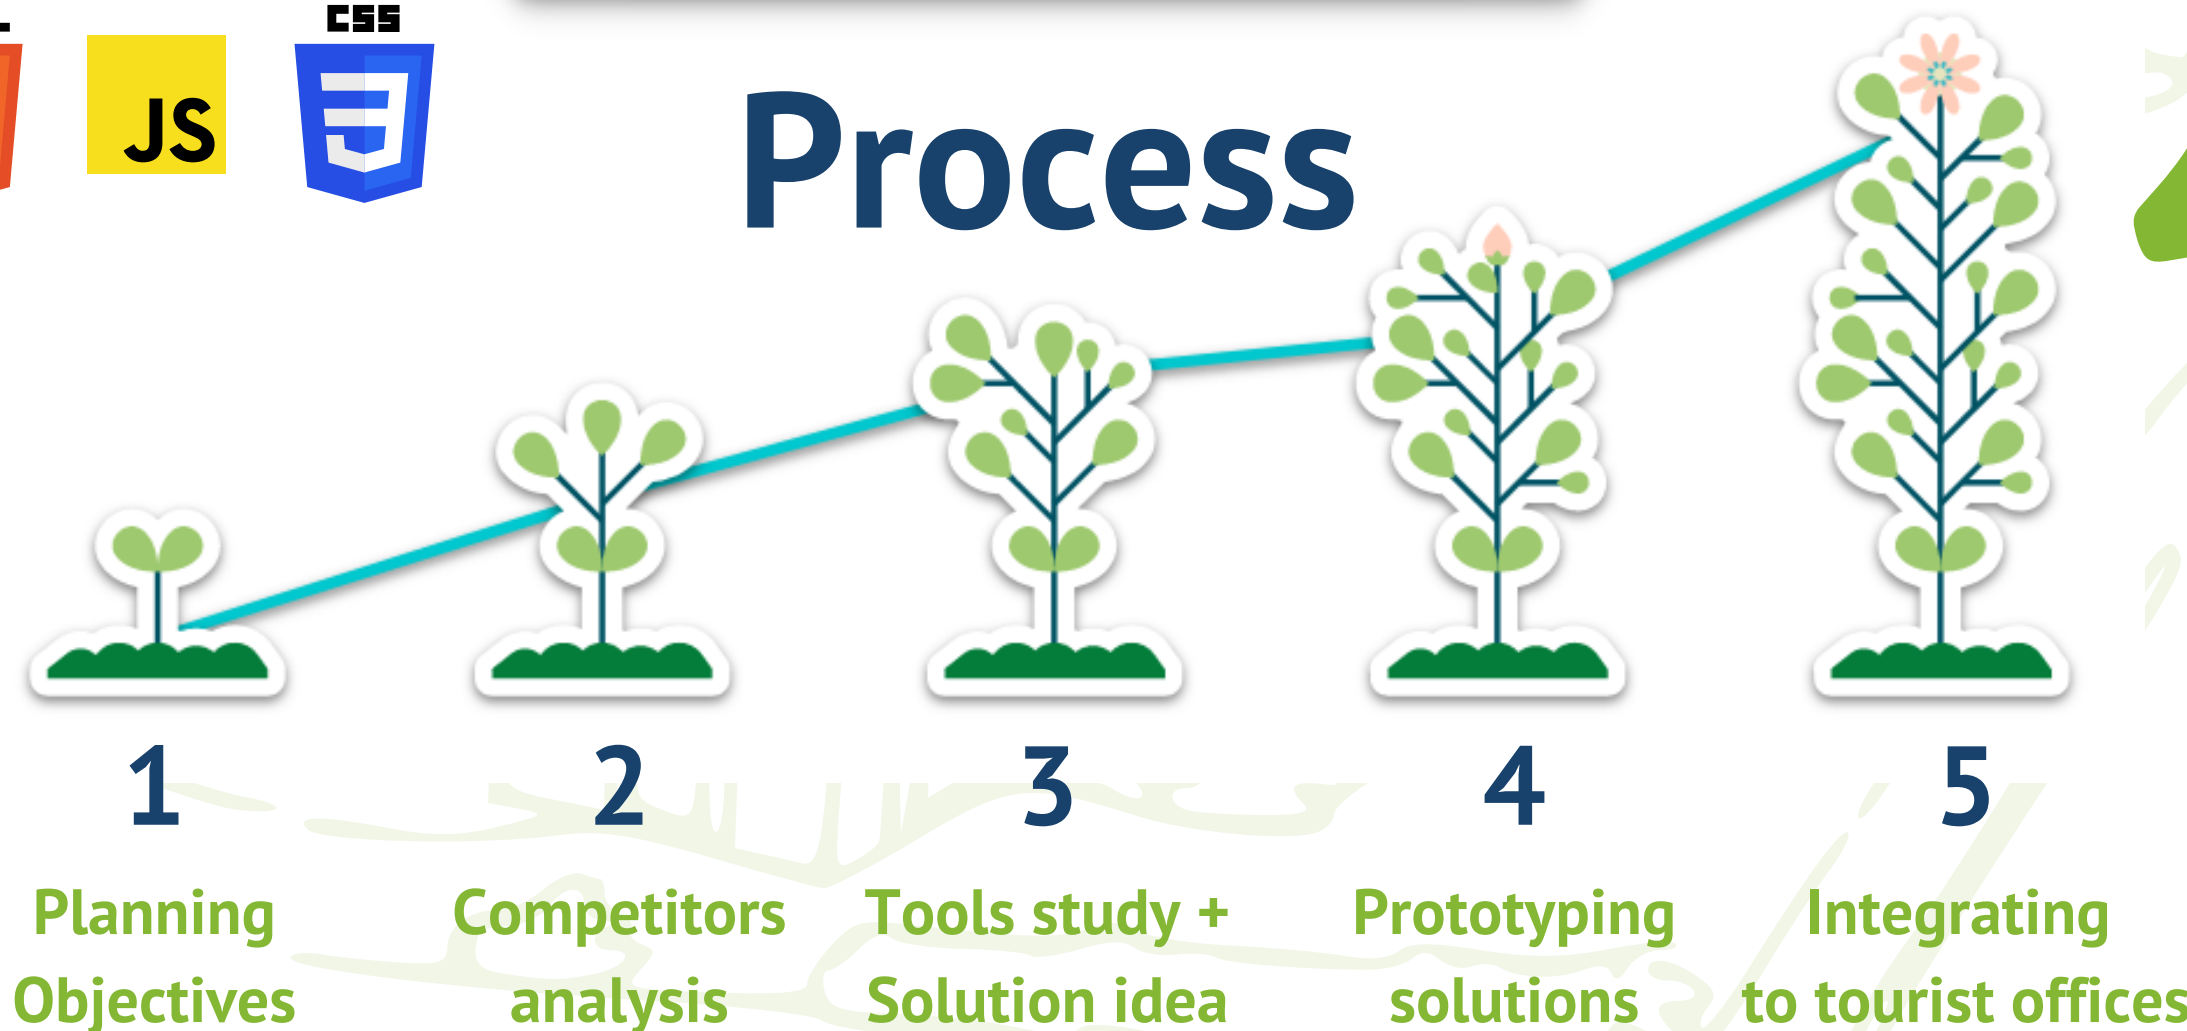 CSS
JS
Process
1
2
3
4
5
Planning
Objectives
Competitors
analysis
Tools study +
Solution idea
Prototyping
solutions
Integrating
to tourist offices